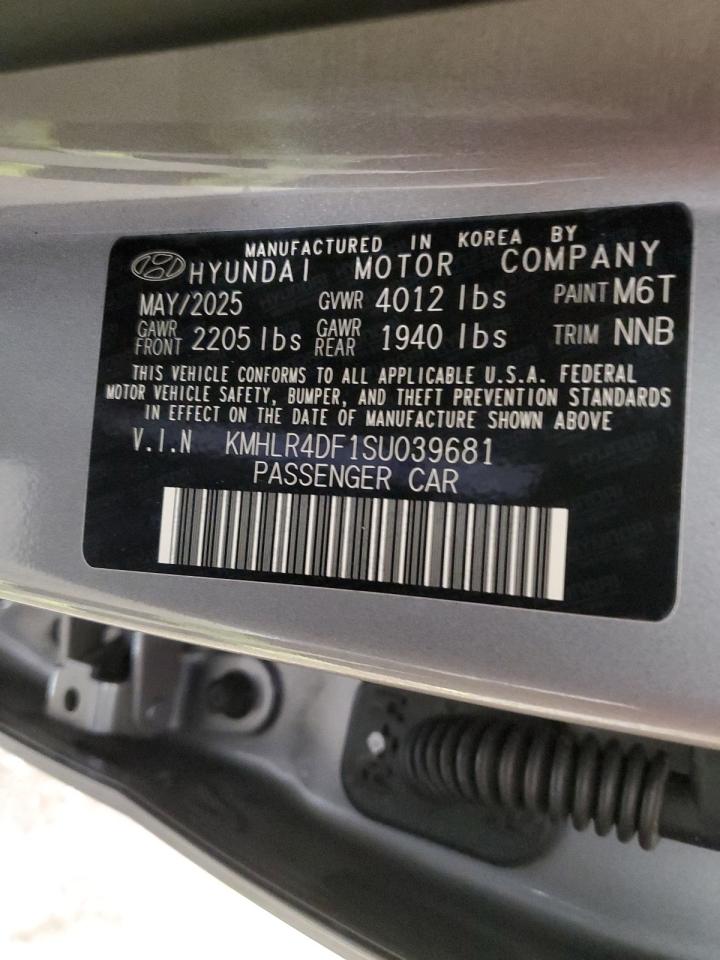 MANUFACTURED IN KOREA BY
HYUNDAI MOTOR COMPANY
MAY/2025 GVWR 4012 lbs PAINT M6T
GAWR FRONT 2205 lbs GAWR REAR 1940 lbs TRIM NNB
THIS VEHICLE CONFORMS TO ALL APPLICABLE U.S.A. FEDERAL
MOTOR VEHICLE SAFETY, BUMPER, AND THEFT PREVENTION STANDARDS
IN EFFECT ON THE DATE OF MANUFACTURE SHOWN ABOVE
V.I.N KMHLR4DF1SU039681
PASSENGER CAR